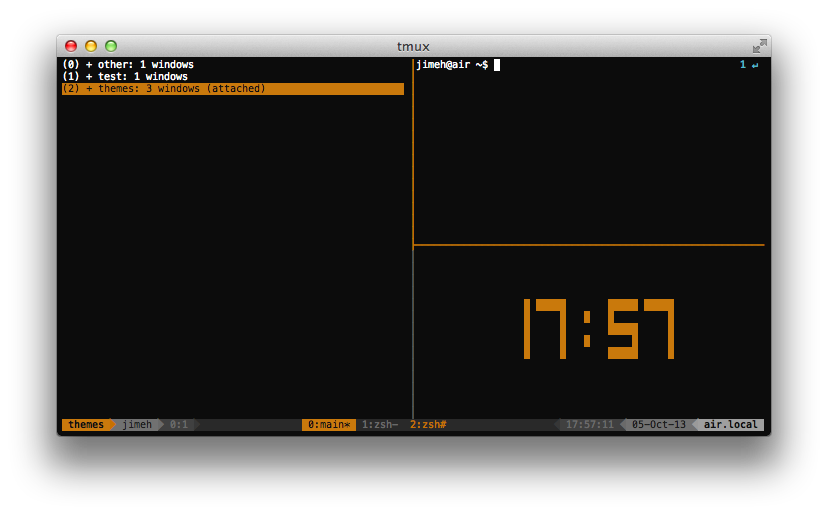 tmux
(0) + other: 1 windows
(1) + test: 1 windows
(2) + themes: 3 windows (attached)
jimeh@air ~$ 1 ↵
17:57
themes jimeh 0:1 0:main* 1:zsh- 2:zsh# 17:57:11 05-Oct-13 air.local